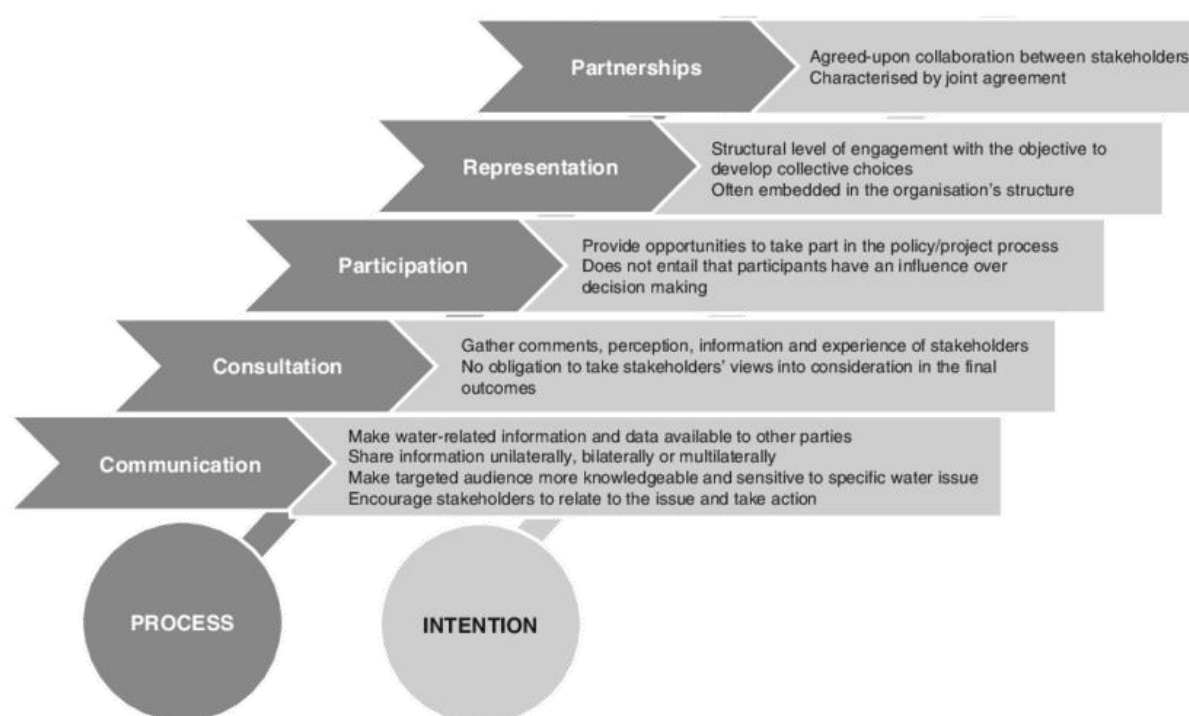 Partnerships
Agreed-upon collaboration between stakeholders
Characterised by joint agreement
Representation
Structural level of engagement with the objective to
develop collective choices
Often embedded in the organisation's structure
Participation
Provide opportunities to take part in the policy/project process
Does not entail that participants have an influence over
decision making
Consultation
Gather comments, perception, information and experience of stakeholders
No obligation to take stakeholders' views into consideration in the final
outcomes
Communication
Make water-related information and data available to other parties
Share information unilaterally, bilaterally or multilaterally
Make targeted audience more knowledgeable and sensitive to specific water issue
Encourage stakeholders to relate to the issue and take action
PROCESS
INTENTION